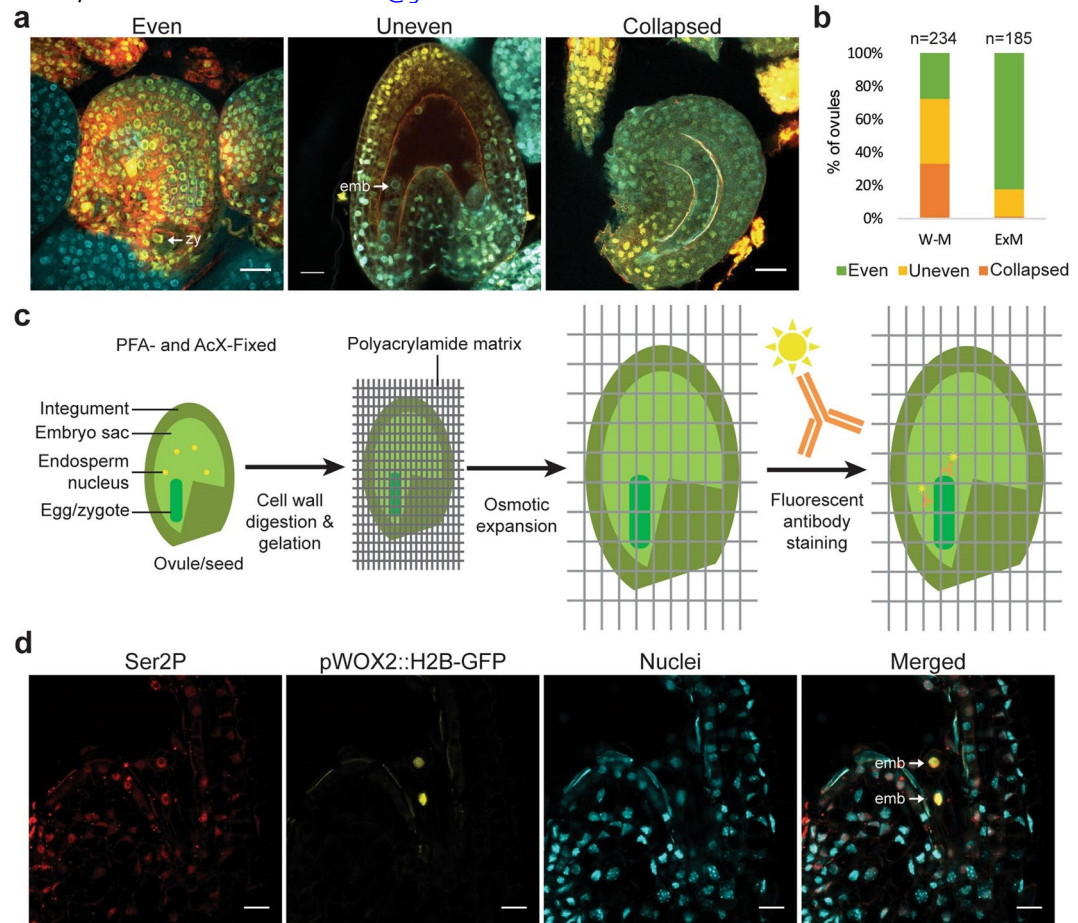 a
Even
Uneven
Collapsed
zy
emb
b
n=234
n=185
100%
80%
60%
40%
20%
0%
% of ovules
W-M
ExM
Even
Uneven
Collapsed
c
PFA- and AcX-Fixed
Integument
Embryo sac
Endosperm
nucleus
Egg/zygote
Ovule/seed
Cell wall
digestion &
gelation
Polyacrylamide matrix
Osmotic
expansion
Fluorescent
antibody
staining
d
Ser2P
pWOX2::H2B-GFP
Nuclei
Merged
emb
emb